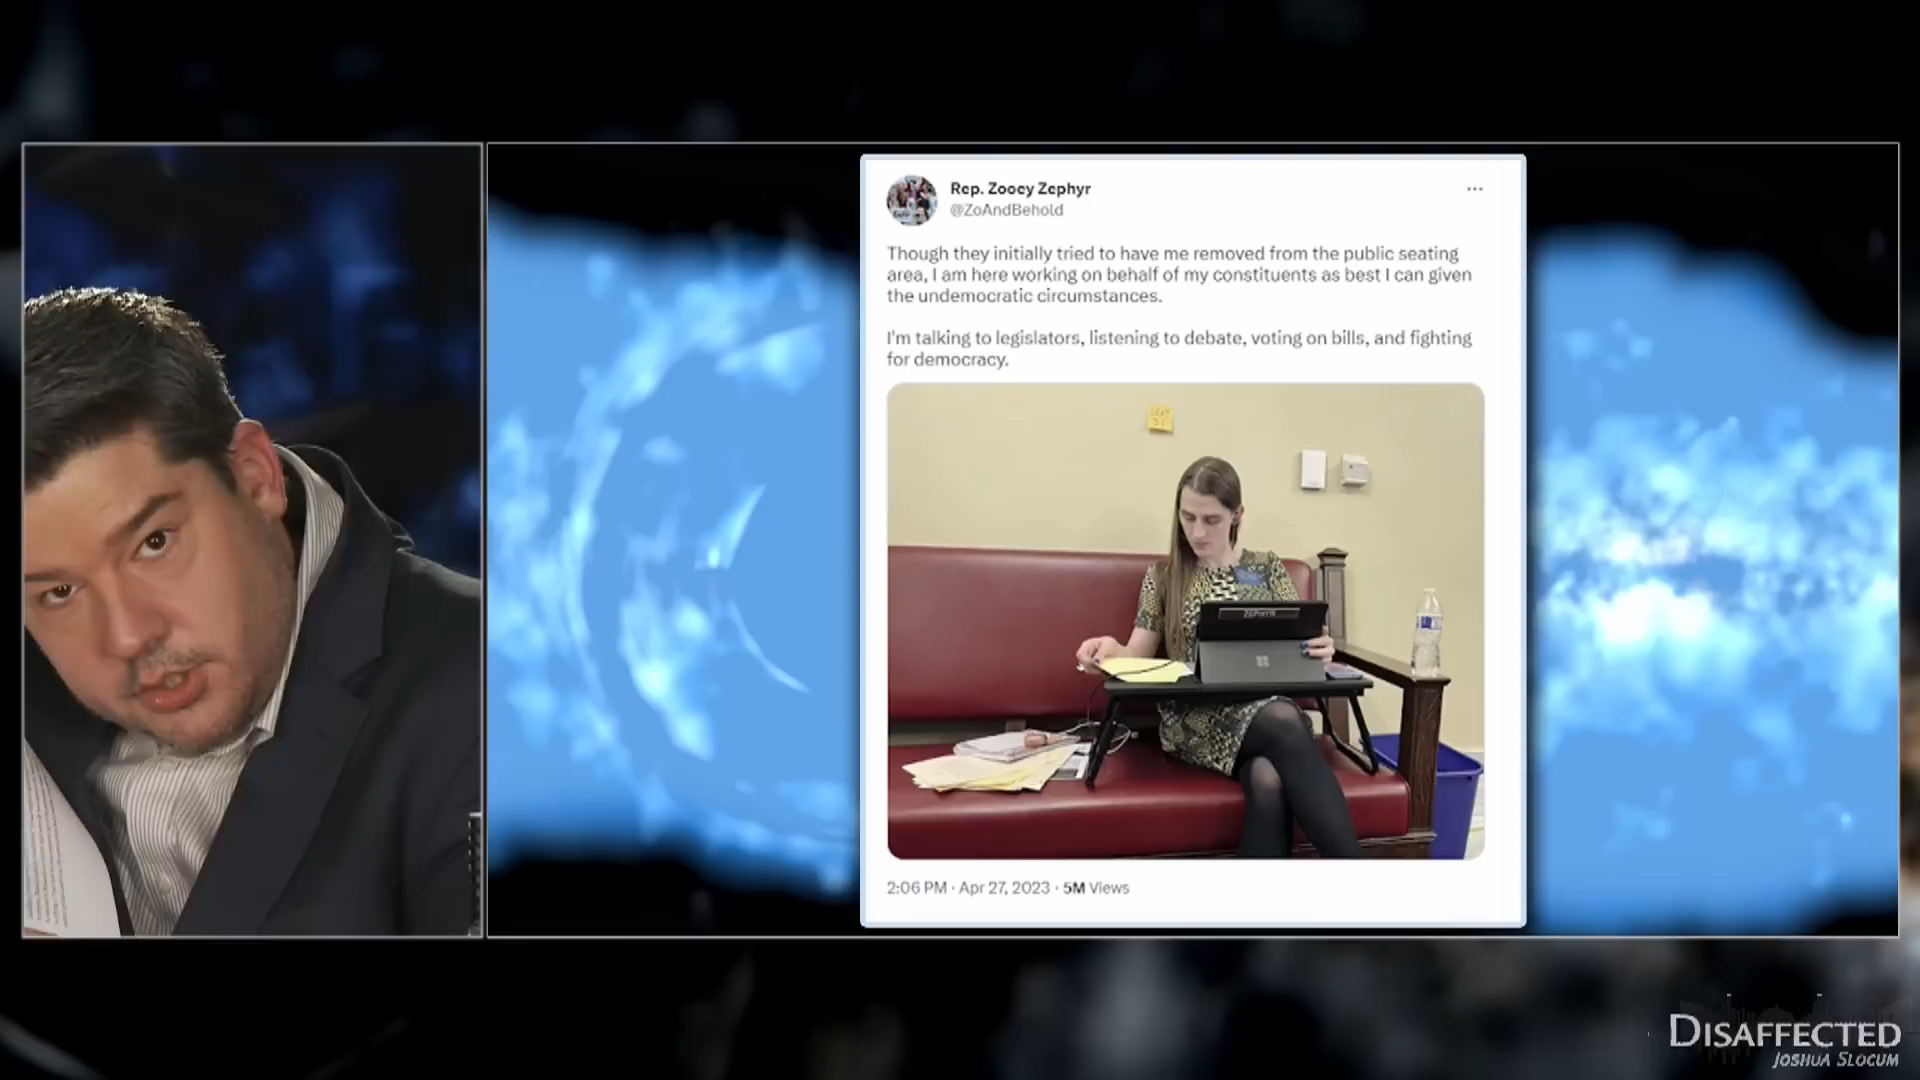 Rep. Zooey Zephyr
@ZoAndBehold
Though they initially tried to have me removed from the public seating
area, I am here working on behalf of my constituents as best I can given
the undemocratic circumstances.
I'm talking to legislators, listening to debate, voting on bills, and fighting
for democracy.
ZEPHYR
2:06 PM · Apr 27, 2023 · 5M Views
DISAFFECTED
JOSHUA SLOCUM